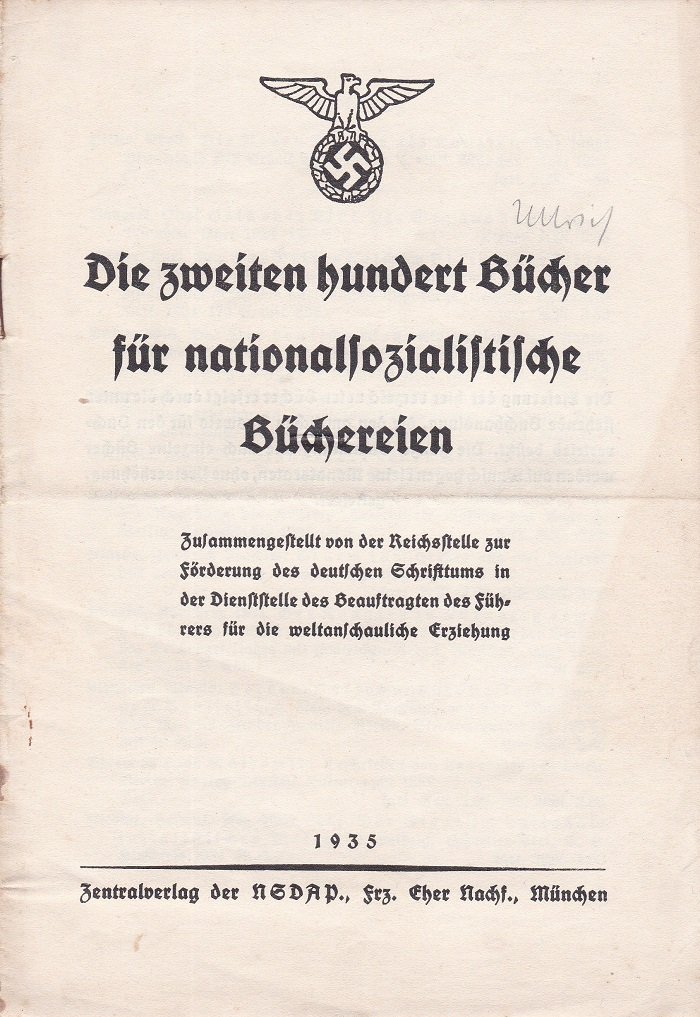 Die zweiten hundert Bücher
für nationalsozialistische
Büchereien
Zusammengestellt von der Reichsstelle zur
Förderung des deutschen Schrifttums in
der Dienststelle des Beauftragten des Füh-
rers für die weltanschauliche Erziehung
1935
Zentralverlag der NSDAP., Frz. Eher Nachf., München